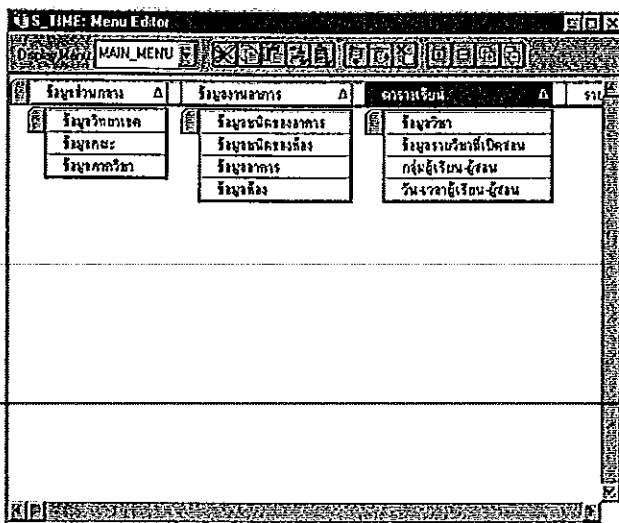 S_TIME: Menu Editor
Display Menu MAIN_MENU
ข้อมูลส่วนกลาง ข้อมูลงานอาคาร ตารางเรียน ราย
ข้อมูลวิทยาเขต ข้อมูลชนิดของอาคาร ข้อมูลวิชา
ข้อมูลคณะ ข้อมูลชนิดของห้อง ข้อมูลรายวิชาที่เปิดสอน
ข้อมูลภาควิชา ข้อมูลอาคาร กลุ่มผู้เรียน-ผู้สอน
ข้อมูลห้อง วัน-เวลาผู้เรียน-ผู้สอน